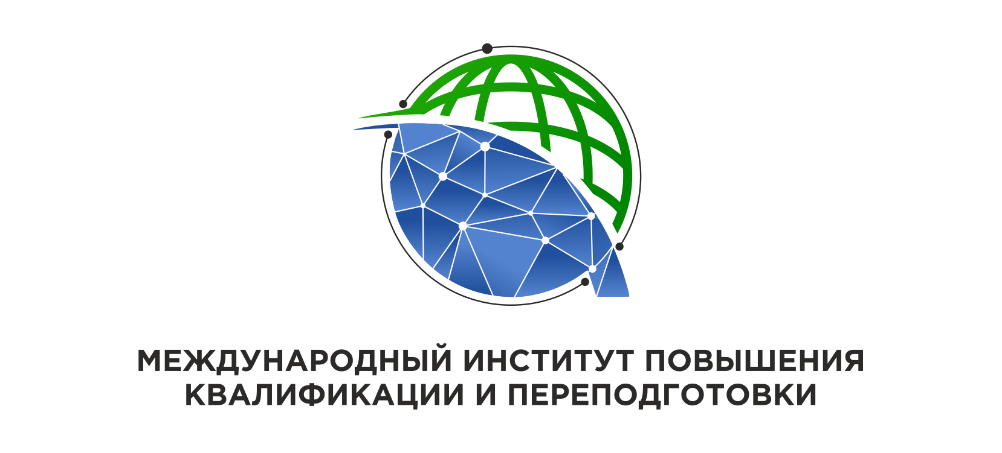 МЕЖДУНАРОДНЫЙ ИНСТИТУТ ПОВЫШЕНИЯ
КВАЛИФИКАЦИИ И ПЕРЕПОДГОТОВКИ